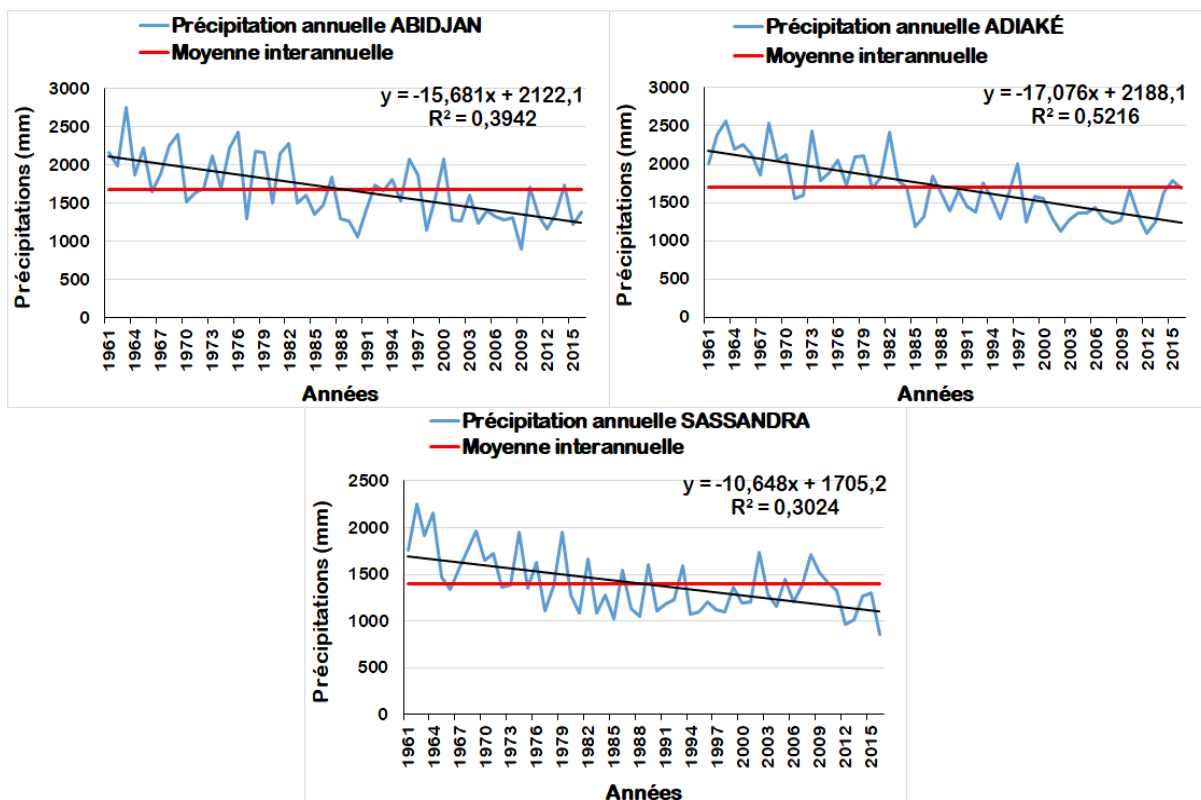 Précipitation annuelle ABIDJAN
Moyenne interannuelle
y = -15,681x + 2122,1
R² = 0,3942
Précipitations (mm)
3000
2500
2000
1500
1000
500
0
1961 1964 1967 1970 1973 1976 1979 1982 1985 1988 1991 1994 1997 2000 2003 2006 2009 2012 2015
Années
Précipitation annuelle ADIAKÉ
Moyenne interannuelle
y = -17,076x + 2188,1
R² = 0,5216
Précipitations (mm)
3000
2500
2000
1500
1000
500
0
1961 1964 1967 1970 1973 1976 1979 1982 1985 1988 1991 1994 1997 2000 2003 2006 2009 2012 2015
Années
Précipitation annuelle SASSANDRA
Moyenne interannuelle
y = -10,648x + 1705,2
R² = 0,3024
Précipitations (mm)
2500
2000
1500
1000
500
0
1961 1964 1967 1970 1973 1976 1979 1982 1985 1988 1991 1994 1997 2000 2003 2006 2009 2012 2015
Années